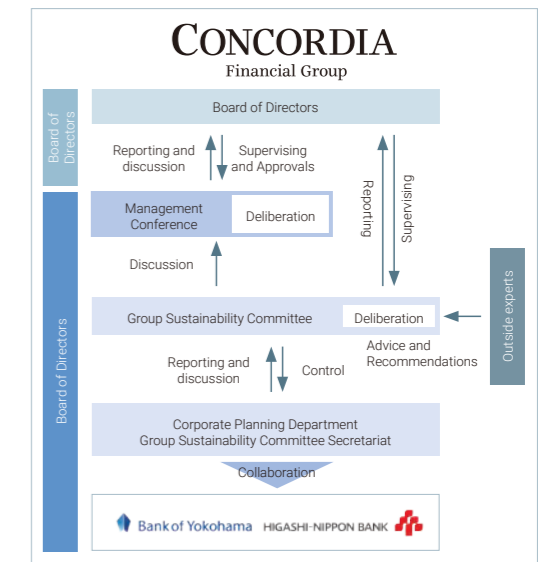 CONCORDIA
Financial Group
Board of
Directors
Board of Directors
Reporting and
discussion
Supervising
and Approvals
Reporting
Supervising
Board of Directors
Management
Conference
Deliberation
Discussion
Group Sustainability Committee
Deliberation
Outside experts
Advice and
Recommendations
Reporting and
discussion
Control
Corporate Planning Department
Group Sustainability Committee Secretariat
Collaboration
Bank of Yokohama
HIGASHI-NIPPON BANK